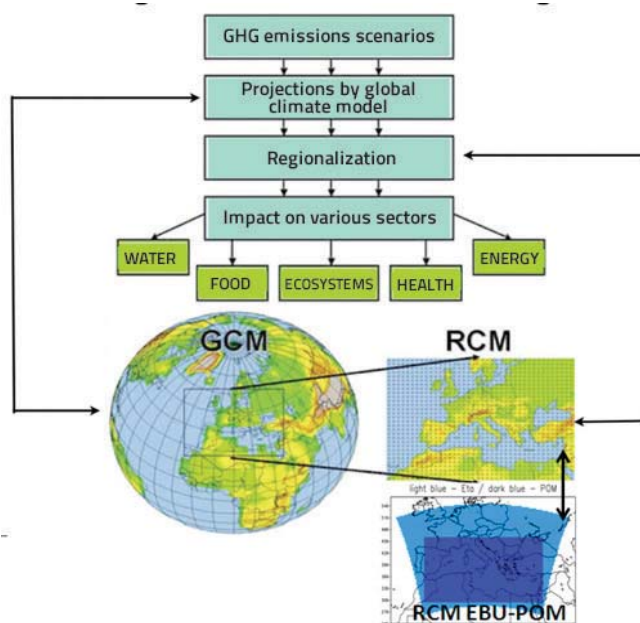 GHG emissions scenarios
Projections by global
climate model
Regionalization
Impact on various sectors
WATER
ENERGY
FOOD
ECOSYSTEMS
HEALTH
GCM
RCM
light blue – Eta / dark blue – POM
RCM EBU-POM